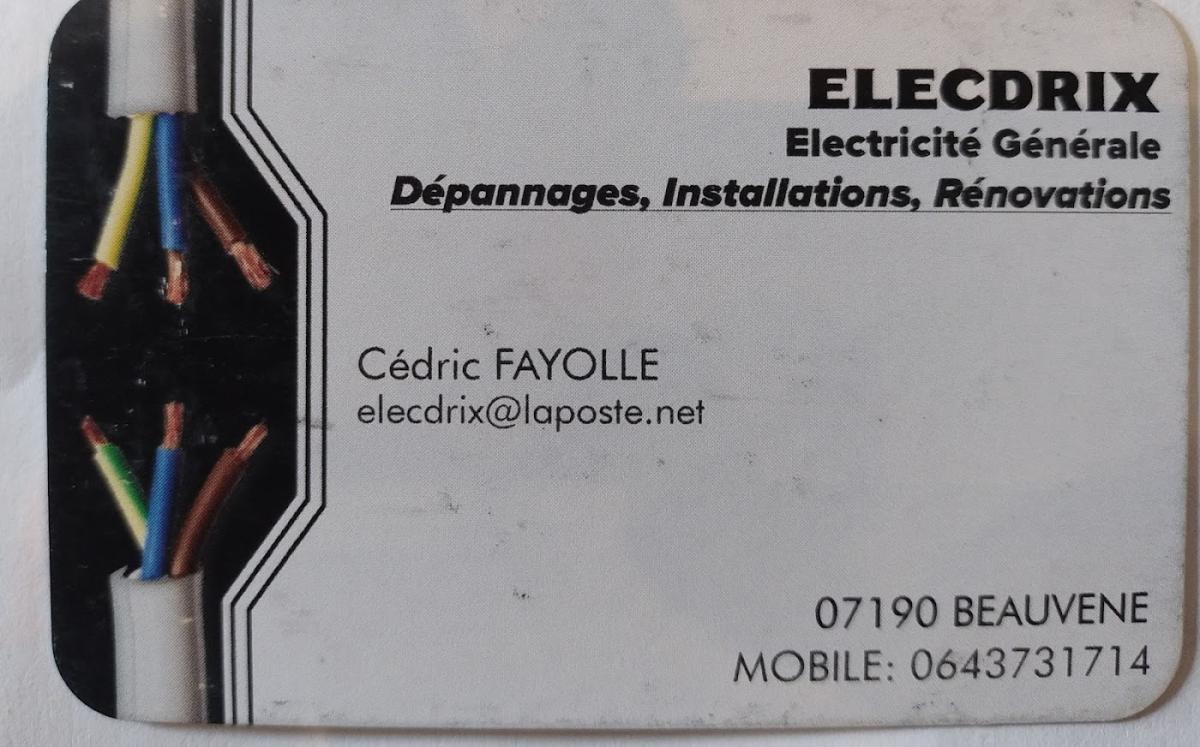 ELECDRIX
Electricité Générale
Dépannages, Installations, Rénovations
Cédric FAYOLLE
elecdrix@laposte.net
07190 BEAUVENE
MOBILE: 0643731714